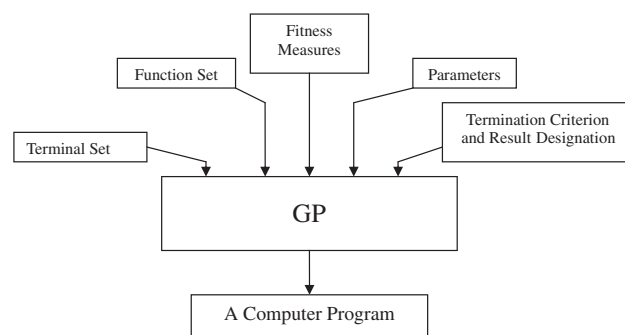 Fitness
Measures
Function Set
Parameters
Termination Criterion
and Result Designation
Terminal Set
GP
A Computer Program